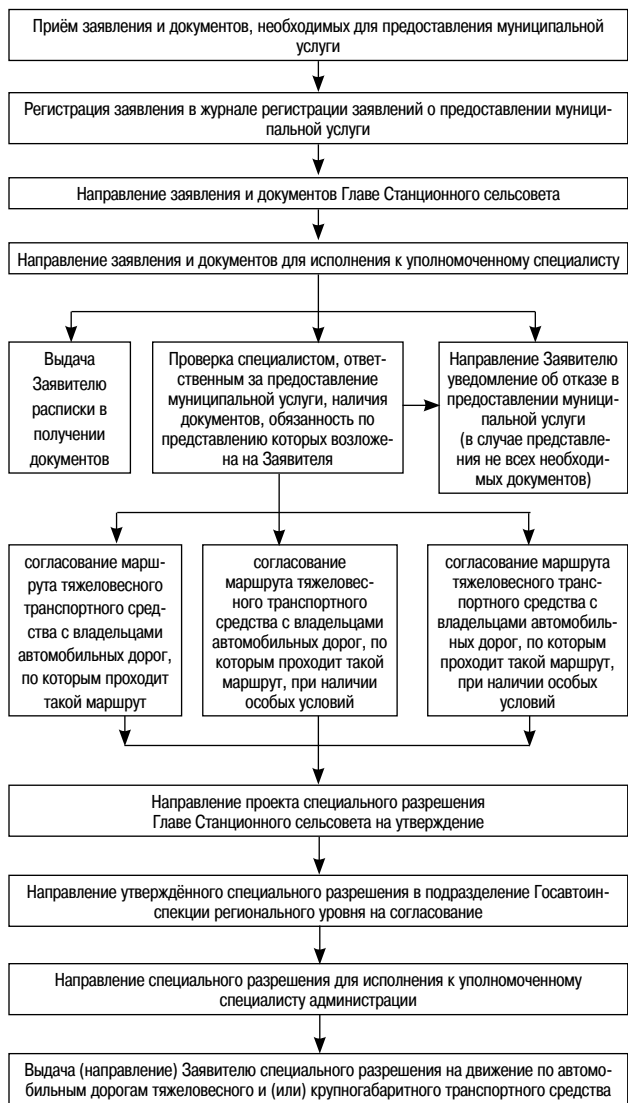 Приём заявления и документов, необходимых для предоставления муниципальной
услуги
Регистрация заявления в журнале регистрации заявлений о предоставлении муници-
пальной услуги
Направление заявления и документов Главе Станционного сельсовета
Направление заявления и документов для исполнения к уполномоченному специалисту
Выдача
Заявителю
расписки в
получении
документов
Проверка специалистом, ответ-
ственным за предоставление
муниципальной услуги, наличия
документов, обязанность по
представлению которых возложе-
на на Заявителя
Направление Заявителю
уведомление об отказе в
предоставлении муници-
пальной услуги
(в случае представле-
ния не всех необходи-
мых документов)
согласование марш-
рута тяжеловесного
транспортного сред-
ства с владельцами
автомобильных дорог,
по которым проходит
такой маршрут
согласование
маршрута тяжеловес-
ного транспортного
средства с владельцами
автомобильных дорог, по
которым проходит такой
маршрут, при наличии
особых условий
согласование маршрута
тяжеловесного транс-
портного средства с
владельцами автомобиль-
ных дорог, по которым
проходит такой маршрут,
при наличии особых
условий
Направление проекта специального разрешения
Главе Станционного сельсовета на утверждение
Направление утверждённого специального разрешения в подразделение Госавтоин-
спекции регионального уровня на согласование
Направление специального разрешения для исполнения к уполномоченному
специалисту администрации
Выдача (направление) Заявителю специального разрешения на движение по автомо-
бильным дорогам тяжеловесного и (или) крупногабаритного транспортного средства